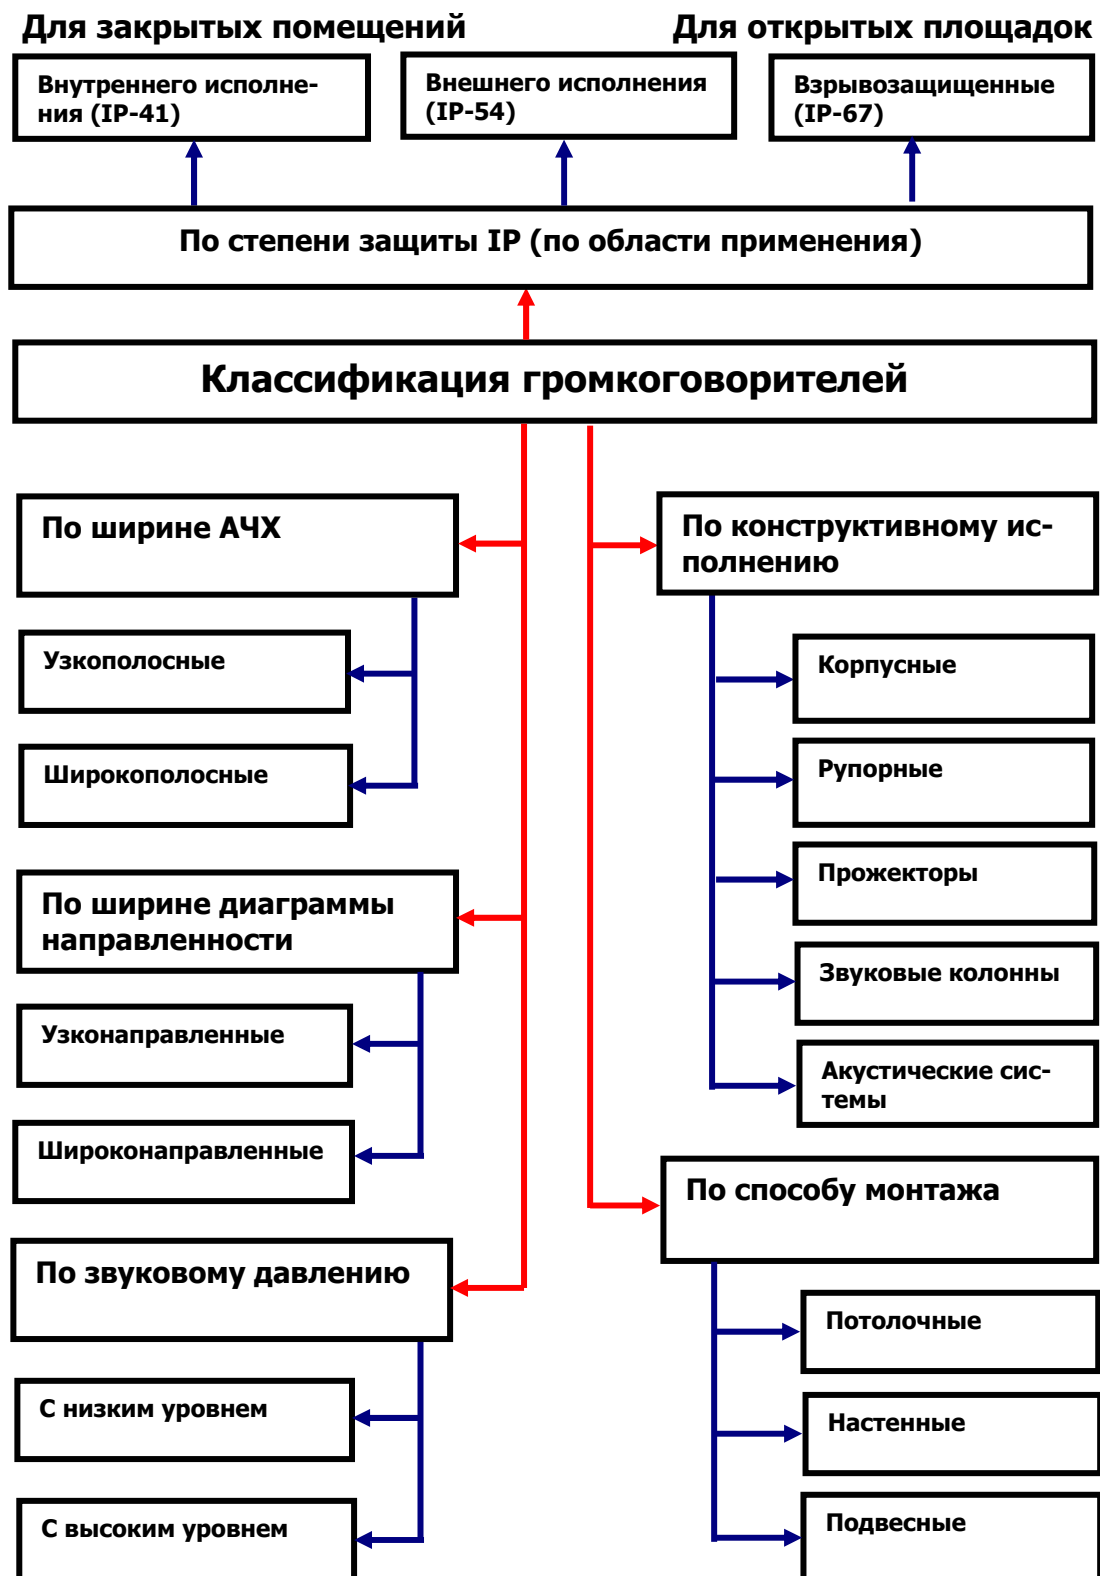 Для закрытых помещений
Для открытых площадок
Внутреннего исполне-
ния (IP-41)
Внешнего исполнения
(IP-54)
Взрывозащищенные
(IP-67)
По степени защиты IP (по области применения)
Классификация громкоговорителей
По ширине АЧХ
Узкополосные
Широкополосные
По ширине диаграммы
направленности
Узконаправленные
Широконаправленные
По звуковому давлению
С низким уровнем
С высоким уровнем
По конструктивному ис-
полнению
Корпусные
Рупорные
Прожекторы
Звуковые колонны
Акустические сис-
темы
По способу монтажа
Потолочные
Настенные
Подвесные